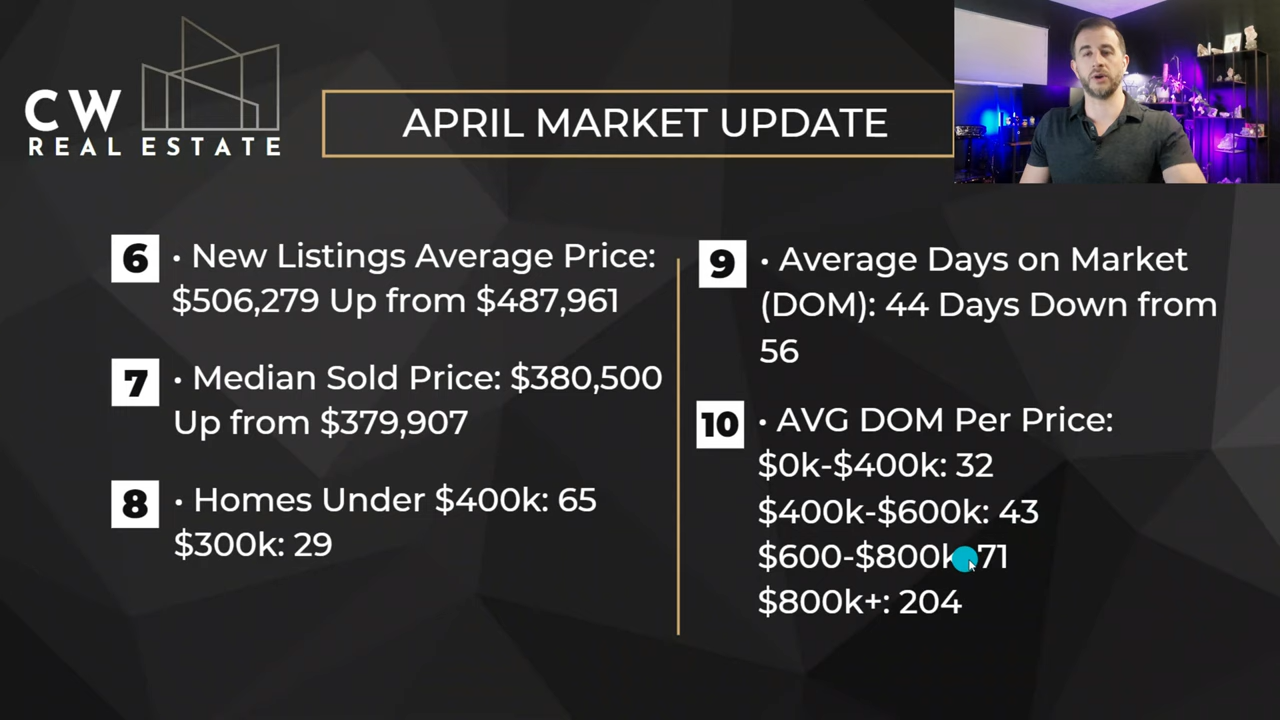 CW
REAL ESTATE
APRIL MARKET UPDATE
6
• New Listings Average Price:
$506,279 Up from $487,961
7
• Median Sold Price: $380,500
Up from $379,907
8
• Homes Under $400k: 65
$300k: 29
9
• Average Days on Market
(DOM): 44 Days Down from
56
10
• AVG DOM Per Price:
$0k-$400k: 32
$400k-$600k: 43
$600-$800k: 71
$800k+: 204